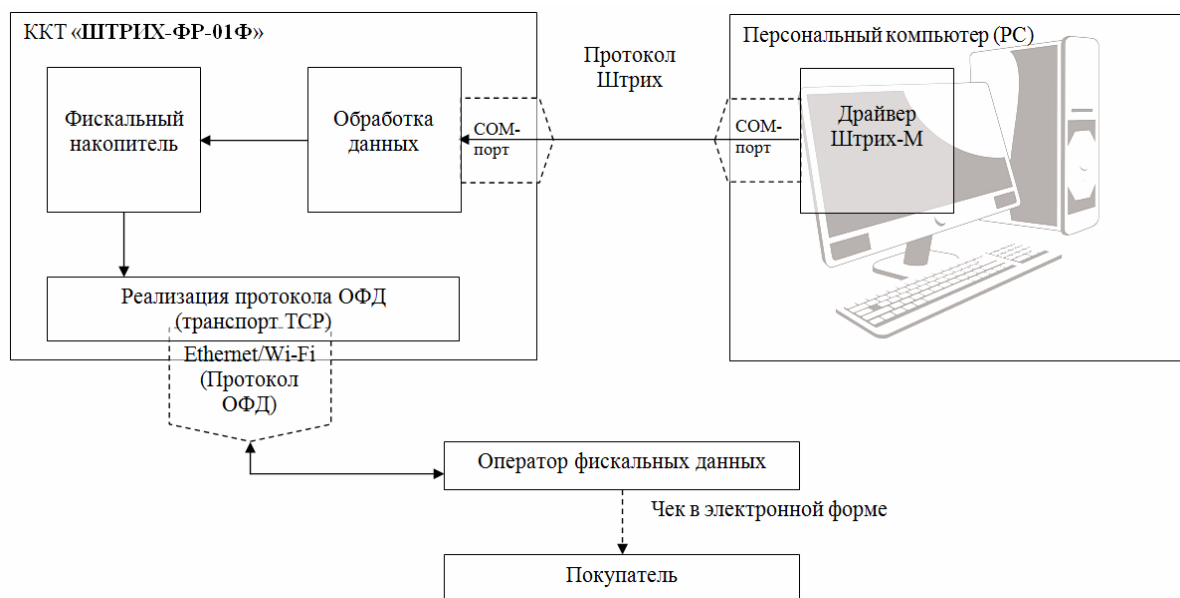 ККТ «ШТРИХ-ФР-01Ф»
Фискальный
накопитель
Обработка
данных
COM-
порт
Протокол
Штрих
Персональный компьютер (PC)
COM-
порт
Драйвер
Штрих-М
Реализация протокола ОФД
(транспорт TCP)
Ethernet/Wi-Fi
(Протокол
ОФД)
Оператор фискальных данных
Чек в электронной форме
Покупатель